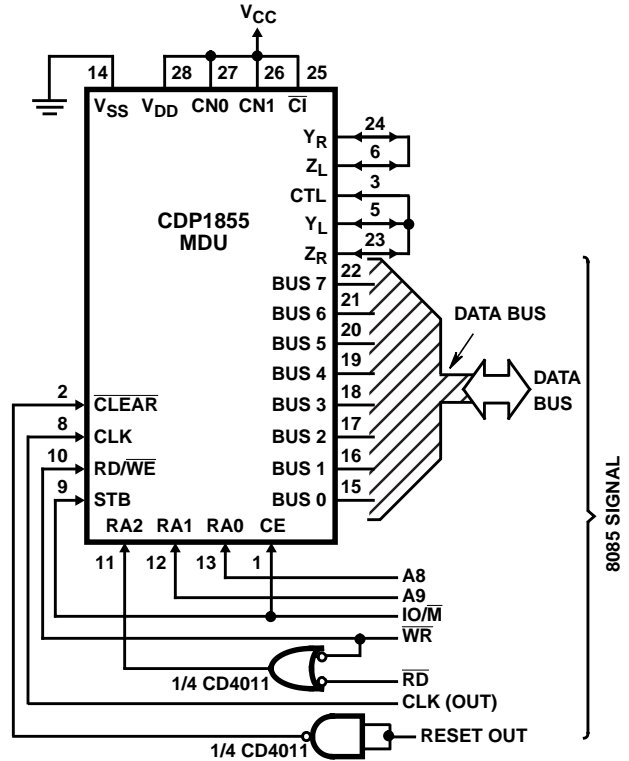 VCC
14 28 27 26 25
VSS VDD CN0 CN1 CI
YR 24
ZL 6
CTL 3
YL 5
ZR 23
CDP1855
MDU
BUS 7 22
BUS 6 21
BUS 5 20
BUS 4 19
BUS 3 18
BUS 2 17
BUS 1 16
BUS 0 15
DATA BUS
DATA
BUS
8085 SIGNAL
2 CLEAR
8 CLK
10 RD/WE
9 STB
RA2 RA1 RA0 CE
11 12 13 1
A8
A9
IO/M
WR
RD
1/4 CD4011
CLK (OUT)
RESET OUT
1/4 CD4011